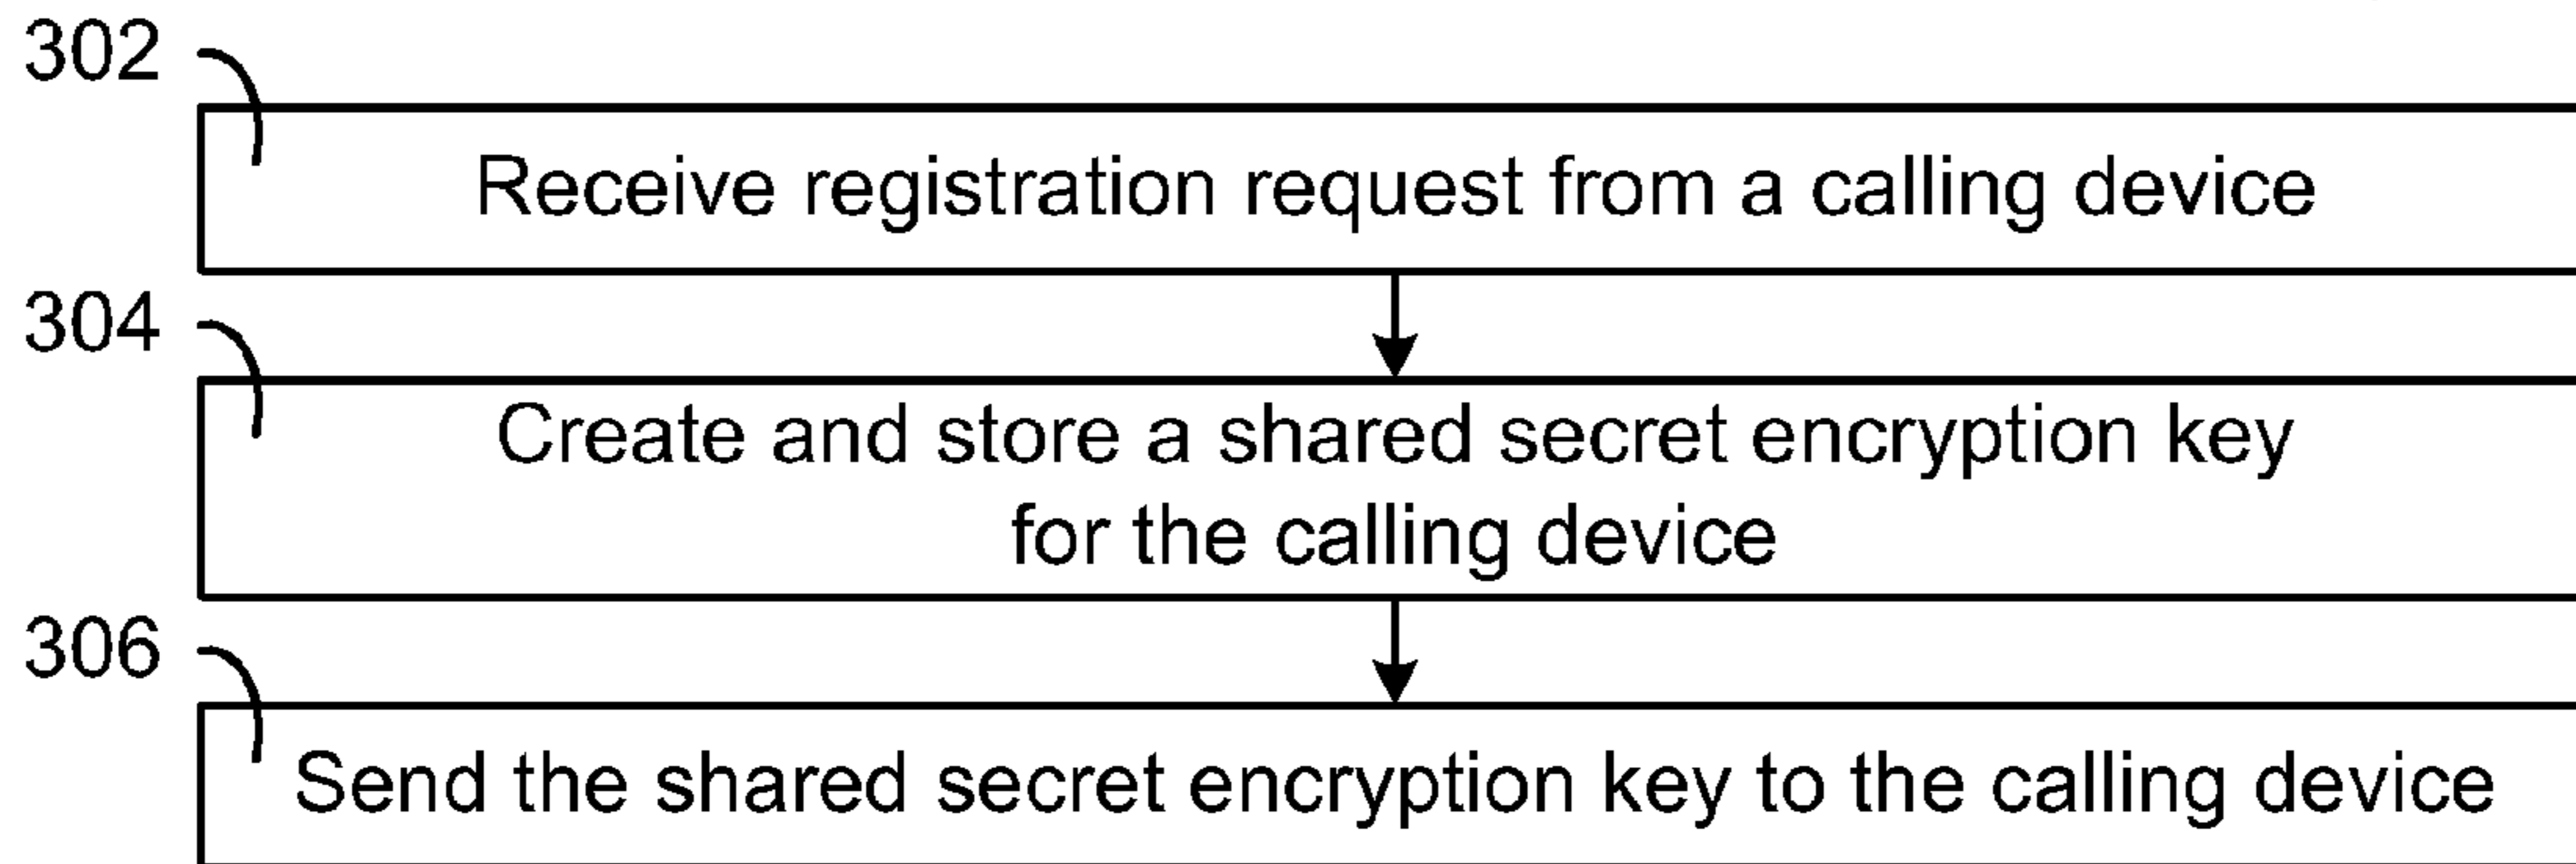 302
Receive registration request from a calling device
304
Create and store a shared secret encryption key
for the calling device
306
Send the shared secret encryption key to the calling device